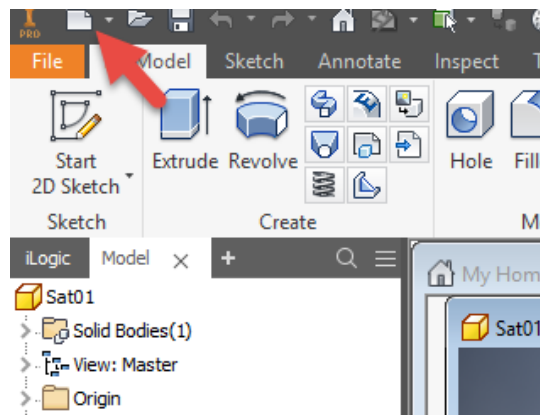 PRO
File Model Sketch Annotate Inspect
Start
2D Sketch
Extrude Revolve
Hole
Sketch
Create
iLogic Model × +
My Hom
Sat01
Sat01
Solid Bodies(1)
View: Master
Origin